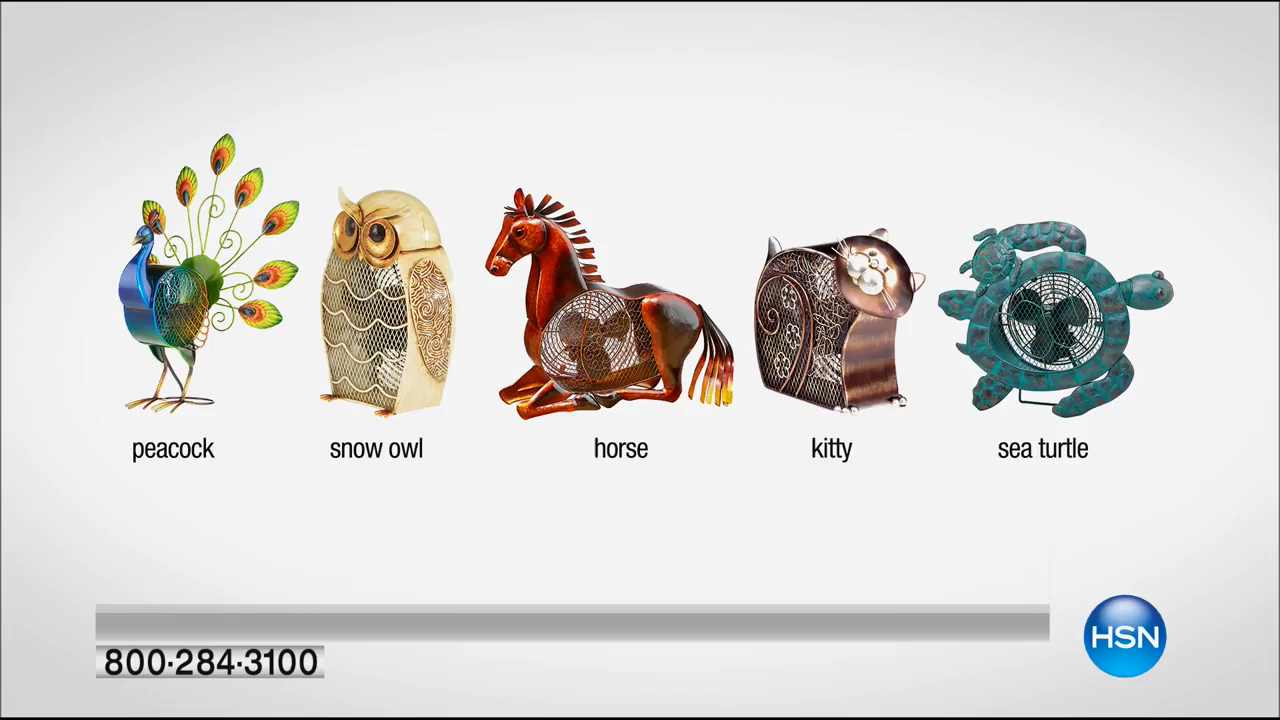 peacock
snow owl
horse
kitty
sea turtle
800·284·3100
HSN